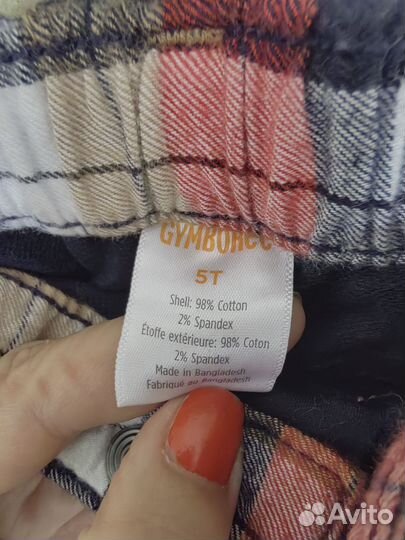 GYMBOREE
5T
Shell: 98% Cotton
2% Spandex
Étoffe extérieure: 98% Coton
2% Spandex
Made in Bangladesh
Fabriqué au Bangladesh
Avito